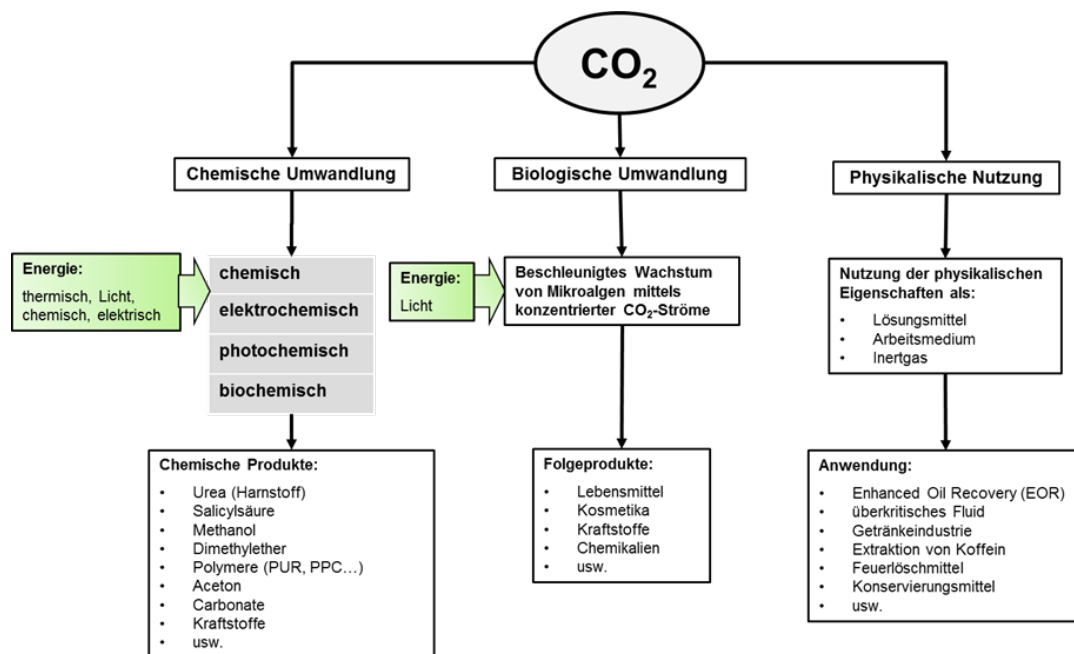 CO₂
Chemische Umwandlung
Energie:
thermisch, Licht,
chemisch, elektrisch
chemisch
elektrochemisch
photochemisch
biochemisch
Chemische Produkte:
• Urea (Harnstoff)
• Salicylsäure
• Methanol
• Dimethylether
• Polymere (PUR, PPC…)
• Aceton
• Carbonate
• Kraftstoffe
• usw.
Biologische Umwandlung
Energie:
Licht
Beschleunigtes Wachstum
von Mikroalgen mittels
konzentrierter CO₂-Ströme
Folgeprodukte:
• Lebensmittel
• Kosmetika
• Kraftstoffe
• Chemikalien
• usw.
Physikalische Nutzung
Nutzung der physikalischen
Eigenschaften als:
• Lösungsmittel
• Arbeitsmedium
• Inertgas
Anwendung:
• Enhanced Oil Recovery (EOR)
• überkritisches Fluid
• Getränkeindustrie
• Extraktion von Koffein
• Feuerlöschmittel
• Konservierungsmittel
• usw.